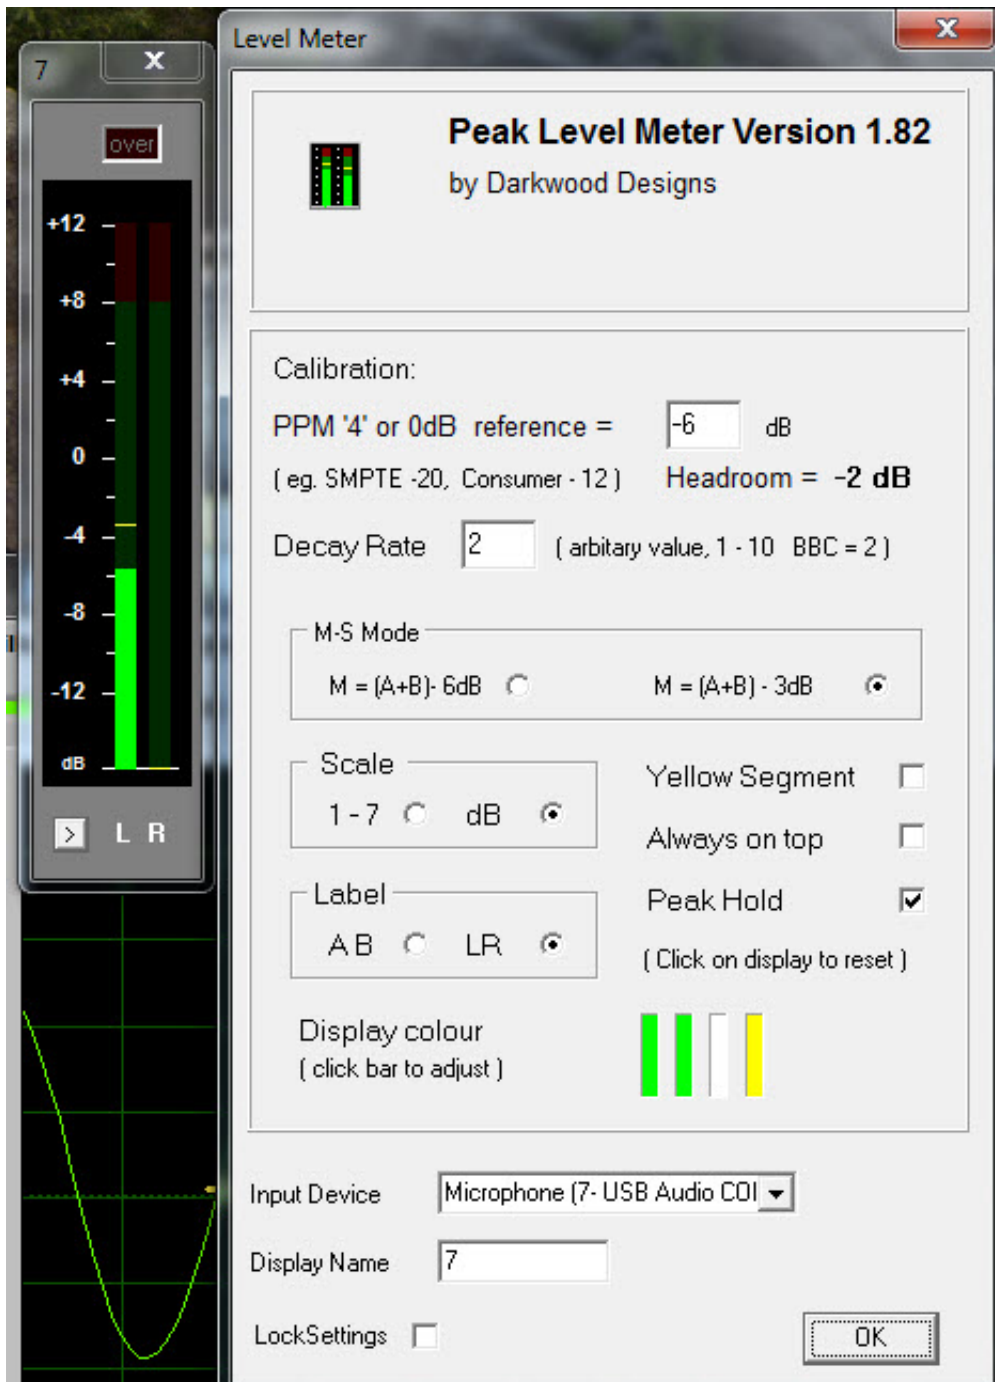 7
x
over
+12
+8
+4
0
-4
-8
-12
dB
> L R
Level Meter
x
Peak Level Meter Version 1.82
by Darkwood Designs
Calibration:
PPM '4' or 0dB reference = -6 dB
( eg. SMPTE -20, Consumer - 12 ) Headroom = -2 dB
Decay Rate 2 ( arbitary value, 1 - 10 BBC = 2 )
M-S Mode
M = (A+B)- 6dB M = (A+B) - 3dB
Scale
1 - 7 dB
Yellow Segment
Always on top
Label
A B LR
Peak Hold
( Click on display to reset )
Display colour
( click bar to adjust )
Input Device Microphone (7- USB Audio COI
Display Name 7
LockSettings
OK